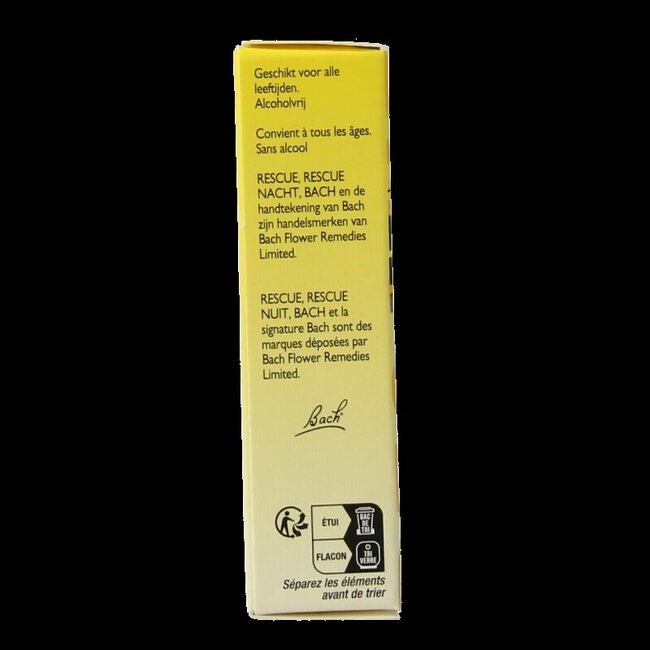 Geschikt voor alle
leeftijden.
Alcoholvrij
Convient à tous les âges.
Sans alcool
RESCUE, RESCUE
NACHT, BACH en de
handtekening van Bach
zijn handelsmerken van
Bach Flower Remedies
Limited.
RESCUE, RESCUE
NUIT, BACH et la
signature Bach sont des
marques déposées par
Bach Flower Remedies
Limited.
Bach
ÉTUI
BAC
DE
TRI
FLACON
TRI
VERRE
Séparez les éléments
avant de trier